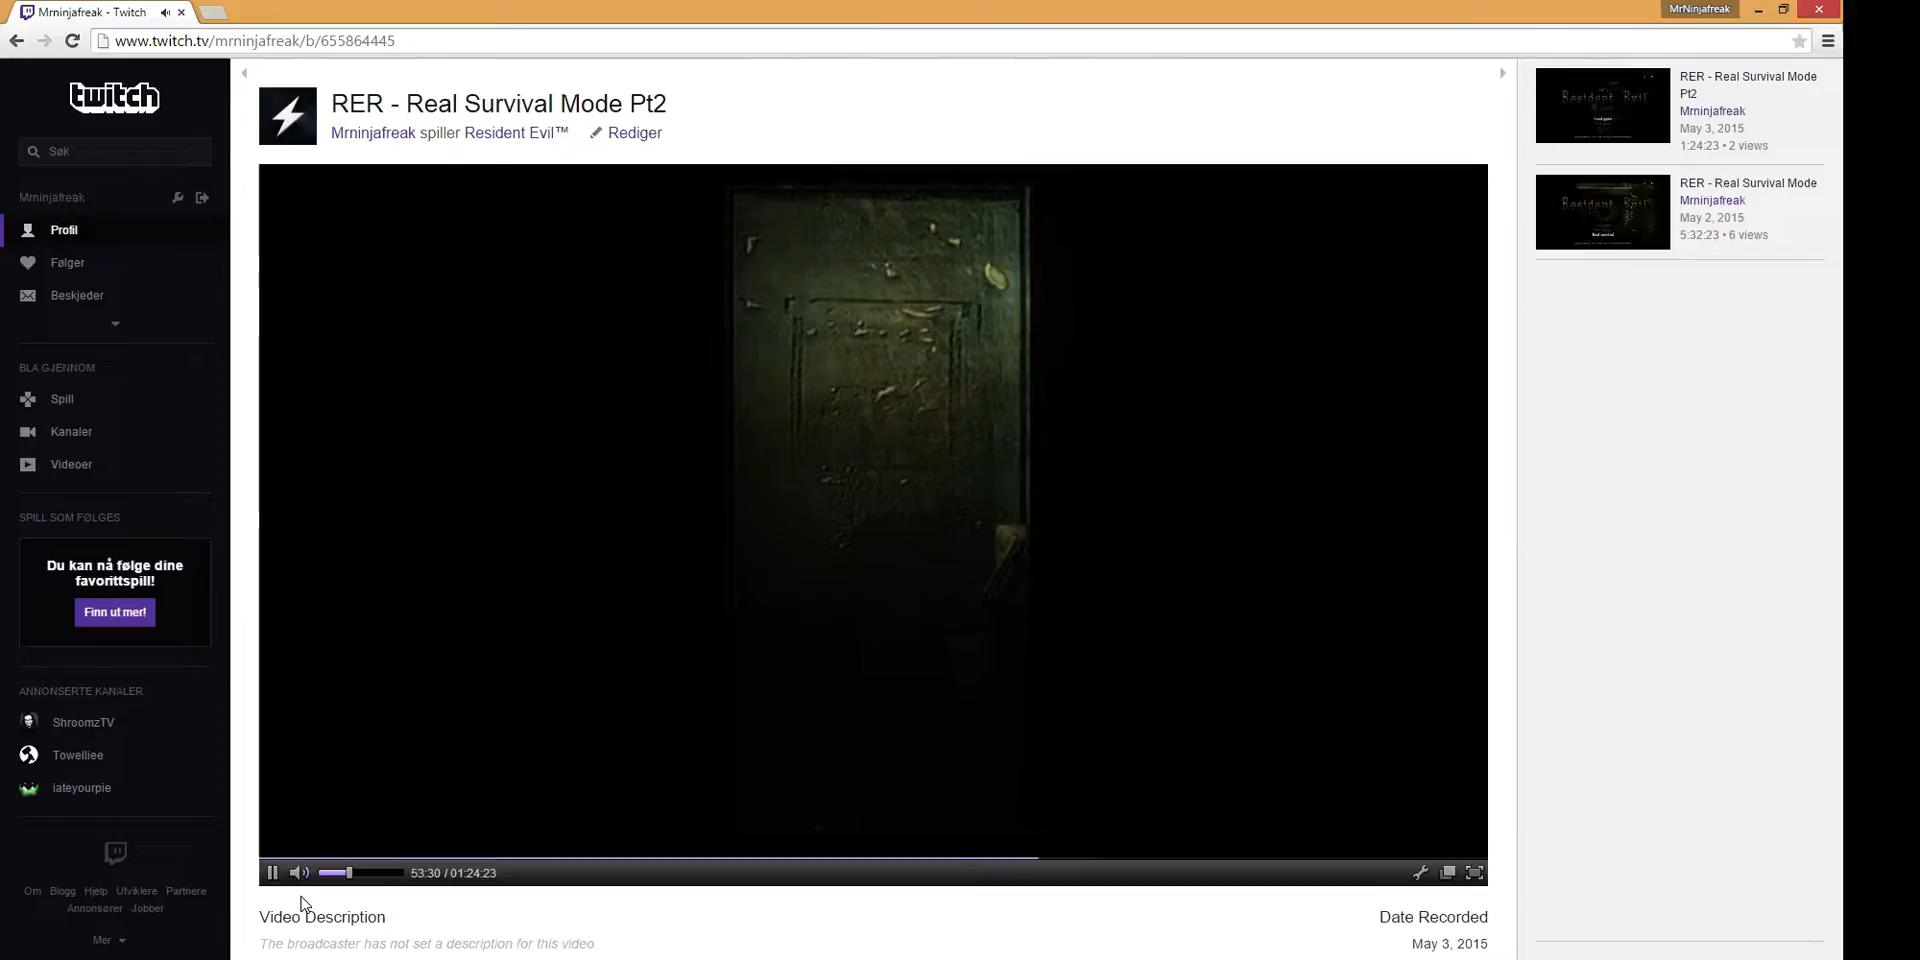 Mrninjafreak - Twitch
MrNinjafreak
www.twitch.tv/mrninjafreak/b/655864445
twitch
Søk
Mrninjafreak
Profil
Følger
Beskjeder
BLA GJENNOM
Spill
Kanaler
Videoer
SPILL SOM FØLGES
Du kan nå følge dine
favorittspill!
Finn ut mer!
ANNONSERTE KANALER
ShroomzTV
Towelliee
iateyourpie
Om Blogg Hjelp Utviklere Partnere
Annonsører Jobber
Mer
RER - Real Survival Mode Pt2
Mrninjafreak spiller Resident Evil™ Rediger
53:30 / 01:24:23
Video Description
The broadcaster has not set a description for this video
Date Recorded
May 3, 2015
Resident Evil
RER - Real Survival Mode
Pt2
Mrninjafreak
May 3, 2015
1:24:23 • 2 views
Resident Evil
RER - Real Survival Mode
Mrninjafreak
May 2, 2015
5:32:23 • 6 views